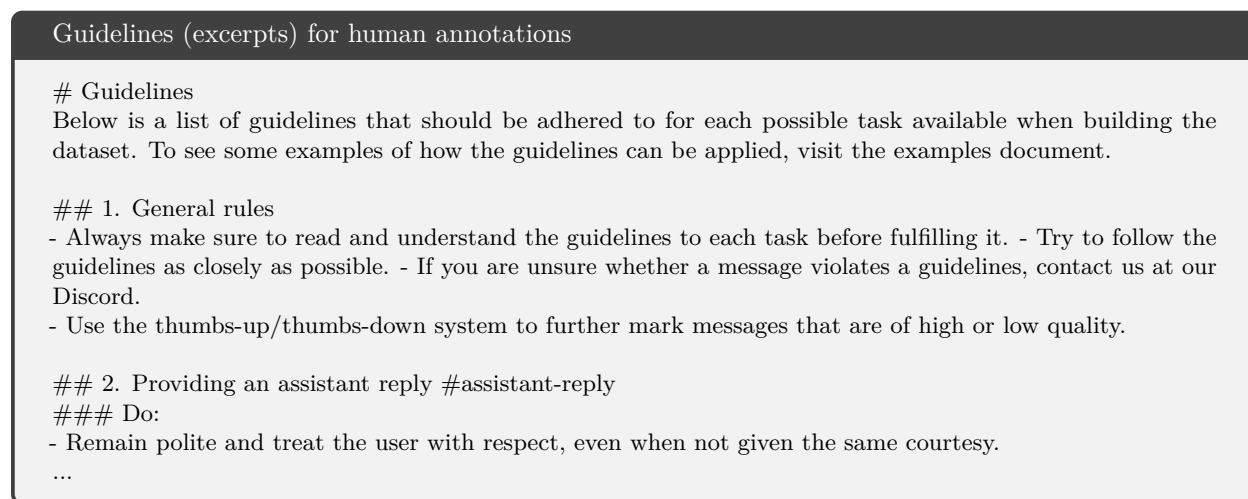 Guidelines (excerpts) for human annotations
# Guidelines
Below is a list of guidelines that should be adhered to for each possible task available when building the
dataset. To see some examples of how the guidelines can be applied, visit the examples document.
## 1. General rules
- Always make sure to read and understand the guidelines to each task before fulfilling it. - Try to follow the
guidelines as closely as possible. - If you are unsure whether a message violates a guidelines, contact us at our
Discord.
- Use the thumbs-up/thumbs-down system to further mark messages that are of high or low quality.
## 2. Providing an assistant reply #assistant-reply
### Do:
- Remain polite and treat the user with respect, even when not given the same courtesy.
...